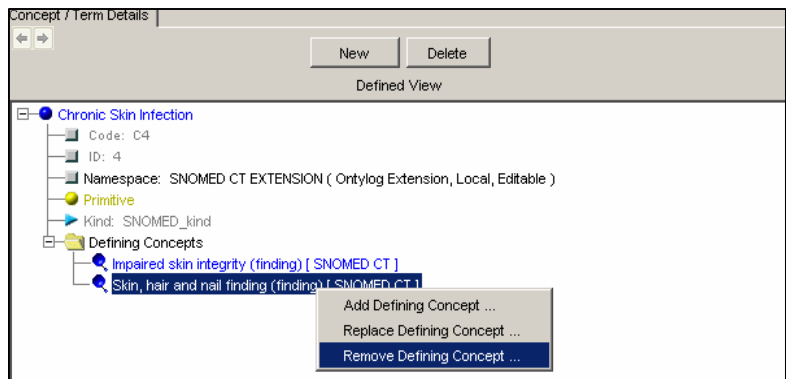 Concept / Term Details
New Delete
Defined View
Chronic Skin Infection
Code: C4
ID: 4
Namespace: SNOMED CT EXTENSION ( Ontylog Extension, Local, Editable )
Primitive
Kind: SNOMED_kind
Defining Concepts
Impaired skin integrity (finding) [ SNOMED CT ]
Skin, hair and nail finding (finding) [ SNOMED CT ]
Add Defining Concept ...
Replace Defining Concept ...
Remove Defining Concept ...